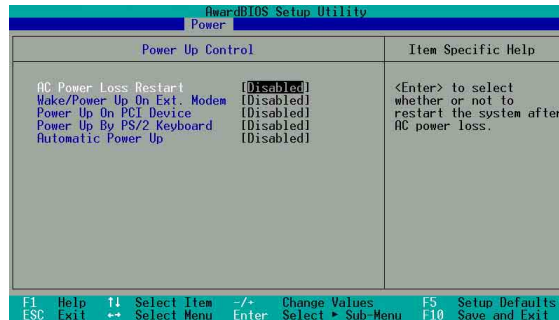 AwardBIOS Setup Utility
Power
Power Up Control
Item Specific Help
AC Power Loss Restart [Disabled]
Wake/Power Up On Ext. Modem [Disabled]
Power Up On PCI Device [Disabled]
Power Up By PS/2 Keyboard [Disabled]
Automatic Power Up [Disabled]
<Enter> to select
whether or not to
restart the system after
AC power loss.
F1 Help ↑↓ Select Item -/+ Change Values F5 Setup Defaults
ESC Exit ←→ Select Menu Enter Select ► Sub-Menu F10 Save and Exit